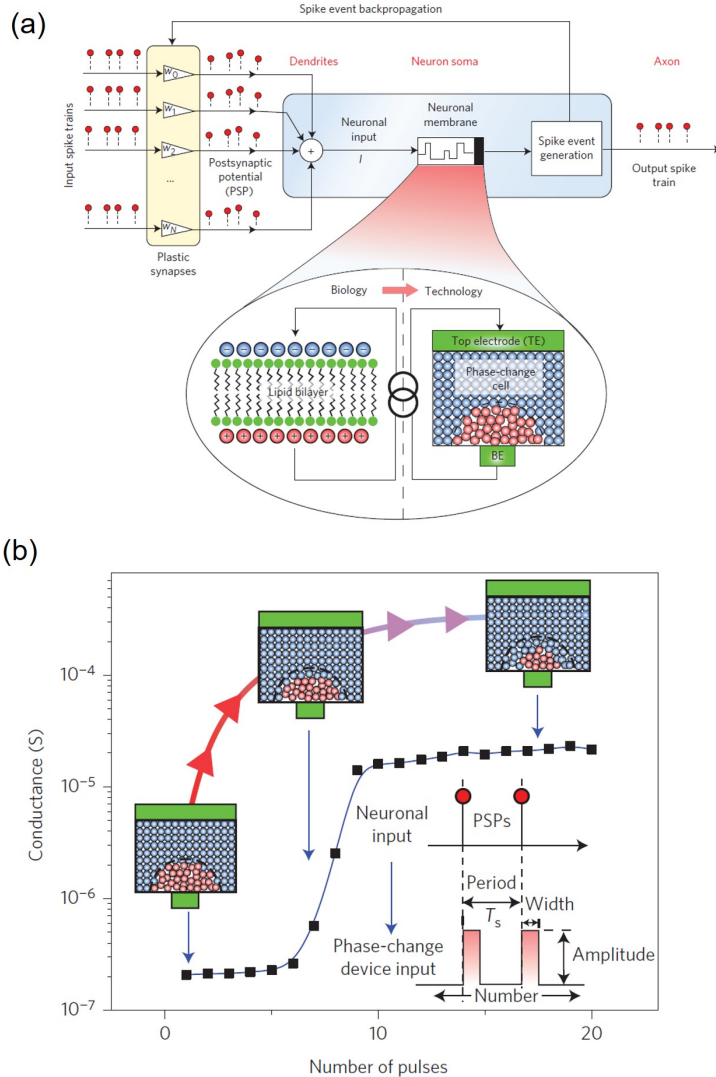 (a)
Spike event backpropagation
Dendrites
Neuron soma
Axon
Input spike trains
w0
w1
w2
...
wN
Postsynaptic
potential
(PSP)
Plastic
synapses
+
Neuronal
input
I
Neuronal
membrane
Spike event
generation
Output spike
train
Biology
Technology
Lipid bilayer
Top electrode (TE)
Phase-change
cell
BE
(b)
Conductance (S)
10⁻⁴
10⁻⁵
10⁻⁶
10⁻⁷
Neuronal
input
PSPs
Period
Ts
Width
Amplitude
Phase-change
device input
Number
0
10
20
Number of pulses